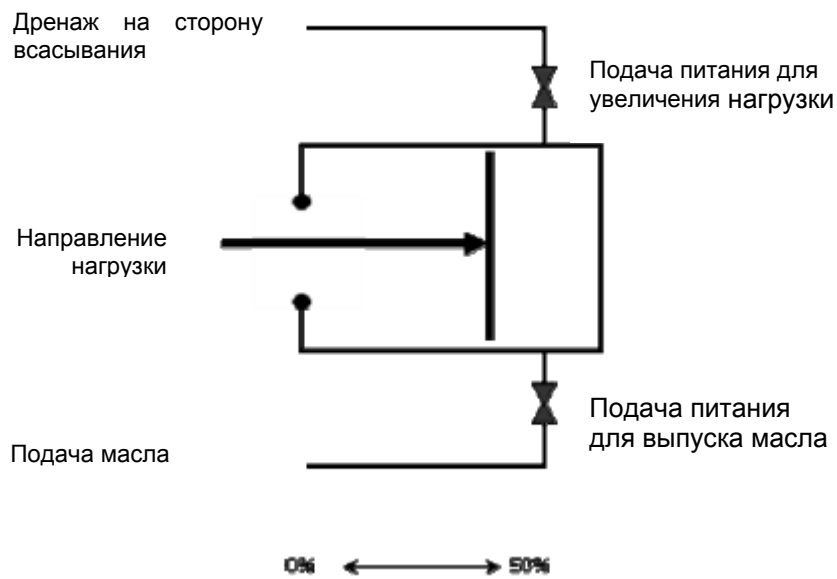 Дренаж на сторону
всасывания
Подача питания для
увеличения нагрузки
Направление
нагрузки
Подача питания
для выпуска масла
Подача масла
0% 50%